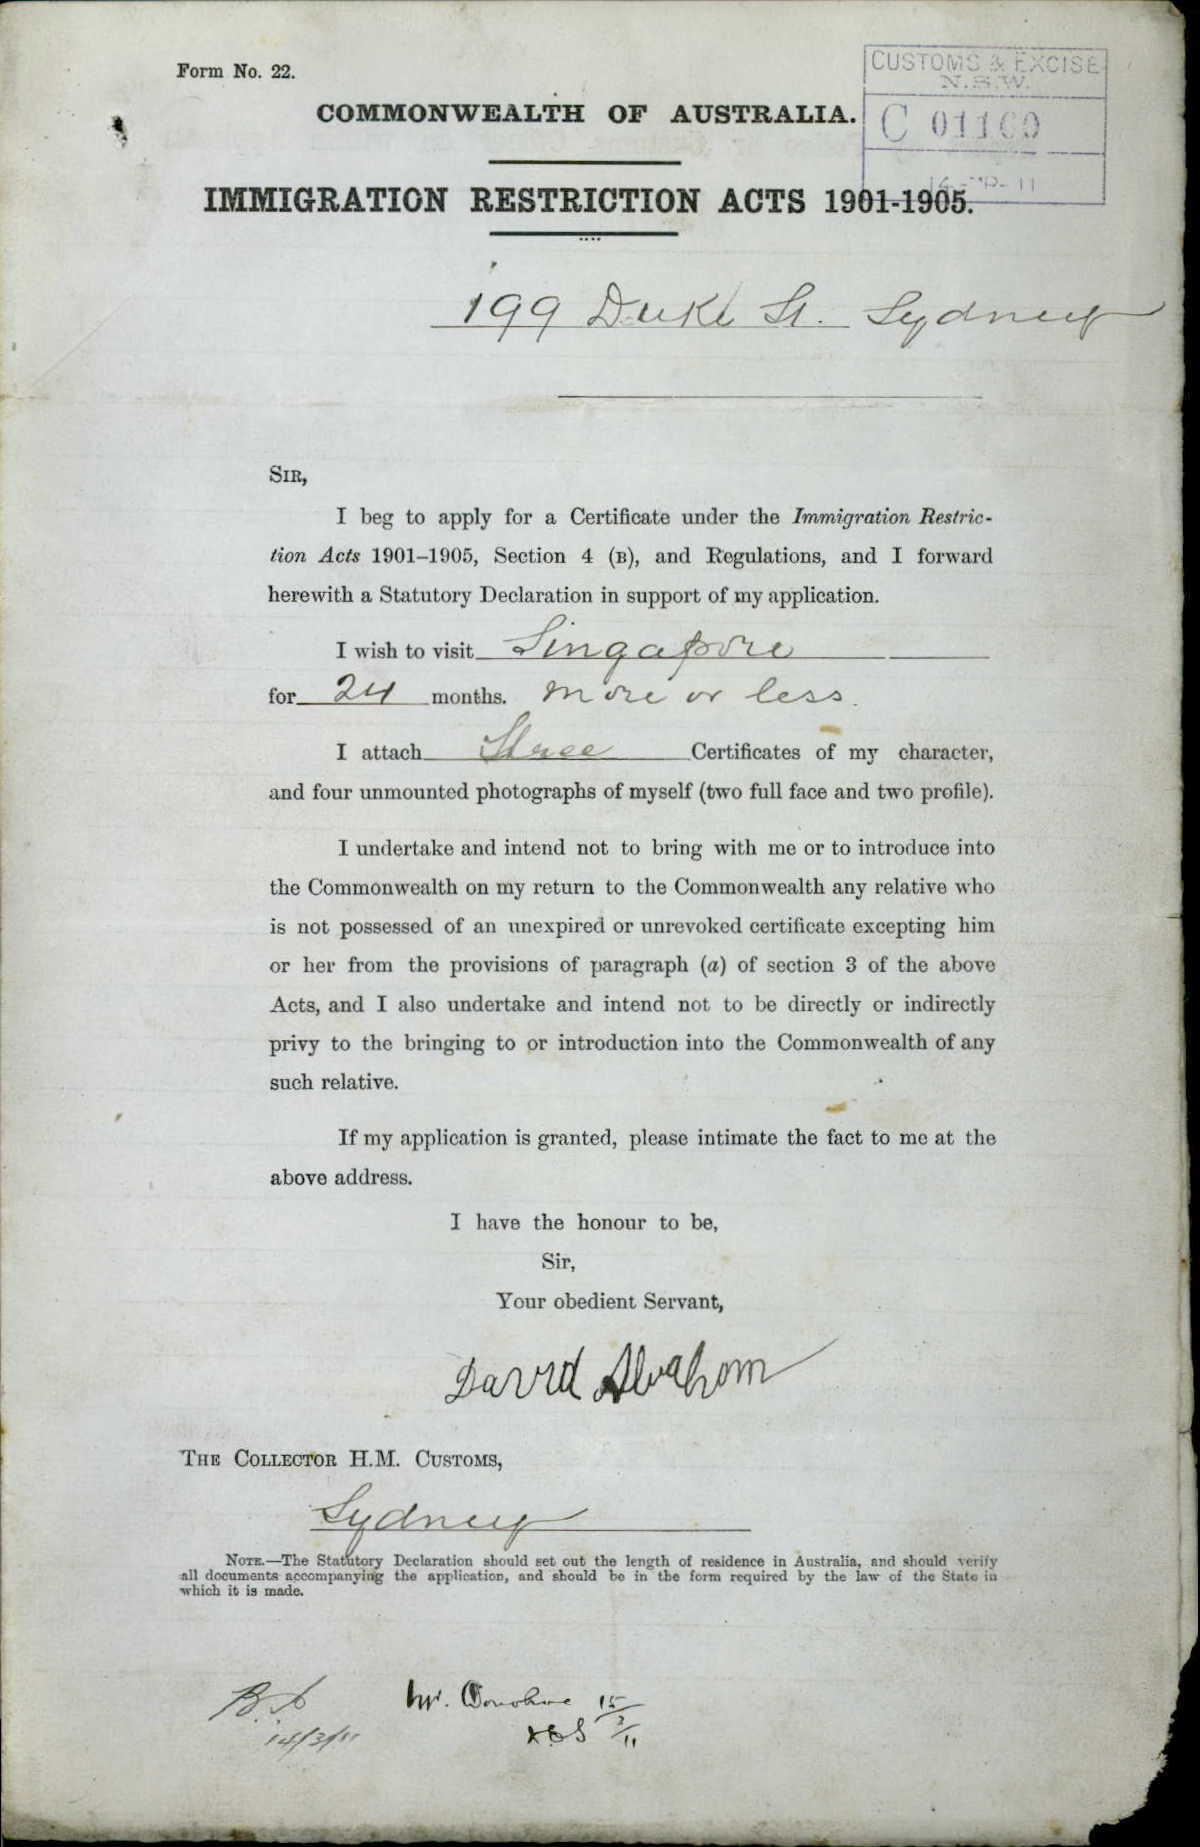 Form No. 22.
CUSTOMS & EXCISE
N.S.W.
COMMONWEALTH OF AUSTRALIA.
C 01160
IMMIGRATION RESTRICTION ACTS 1901-1905.
199 Duke St. Sydney
SIR,
I beg to apply for a Certificate under the Immigration Restric-
tion Acts 1901–1905, Section 4 (B), and Regulations, and I forward
herewith a Statutory Declaration in support of my application.
I wish to visit Singapore
for 24 months. more or less.
I attach three Certificates of my character,
and four unmounted photographs of myself (two full face and two profile).
I undertake and intend not to bring with me or to introduce into
the Commonwealth on my return to the Commonwealth any relative who
is not possessed of an unexpired or unrevoked certificate excepting him
or her from the provisions of paragraph (a) of section 3 of the above
Acts, and I also undertake and intend not to be directly or indirectly
privy to the bringing to or introduction into the Commonwealth of any
such relative.
If my application is granted, please intimate the fact to me at the
above address.
I have the honour to be,
Sir,
Your obedient Servant,
David Abraham
THE COLLECTOR H.M. CUSTOMS,
Sydney
NOTE.—The Statutory Declaration should set out the length of residence in Australia, and should verify
all documents accompanying the application, and should be in the form required by the law of the State in
which it is made.
Mr. Donohoe 15/3/11
14/3/11